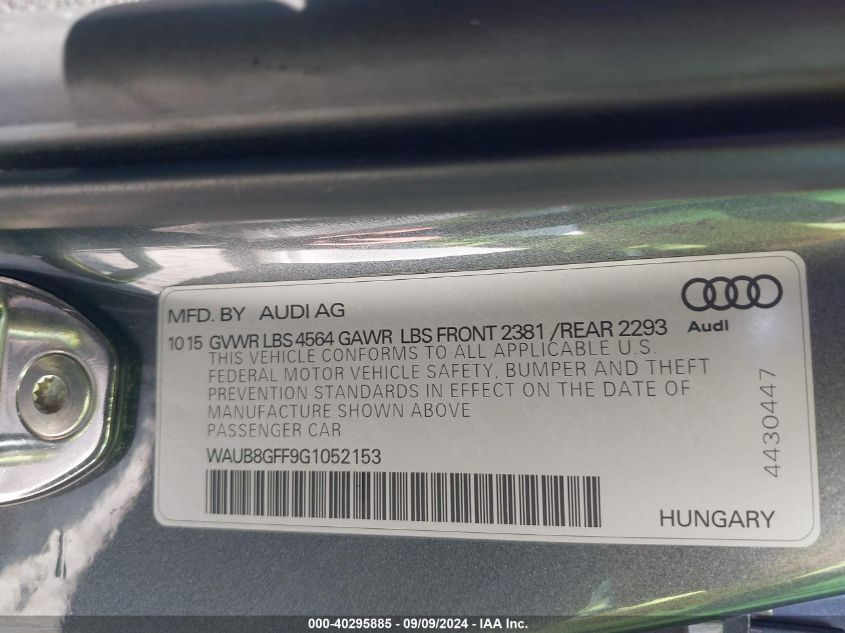 MFD. BY AUDI AG
Audi
10 15 GVWR LBS 4564 GAWR LBS FRONT 2381 /REAR 2293
THIS VEHICLE CONFORMS TO ALL APPLICABLE U.S.
FEDERAL MOTOR VEHICLE SAFETY, BUMPER AND THEFT
PREVENTION STANDARDS IN EFFECT ON THE DATE OF
MANUFACTURE SHOWN ABOVE
PASSENGER CAR
WAUB8GFF9G1052153
4430447
HUNGARY
000-40295885 - 09/09/2024 - IAA Inc.